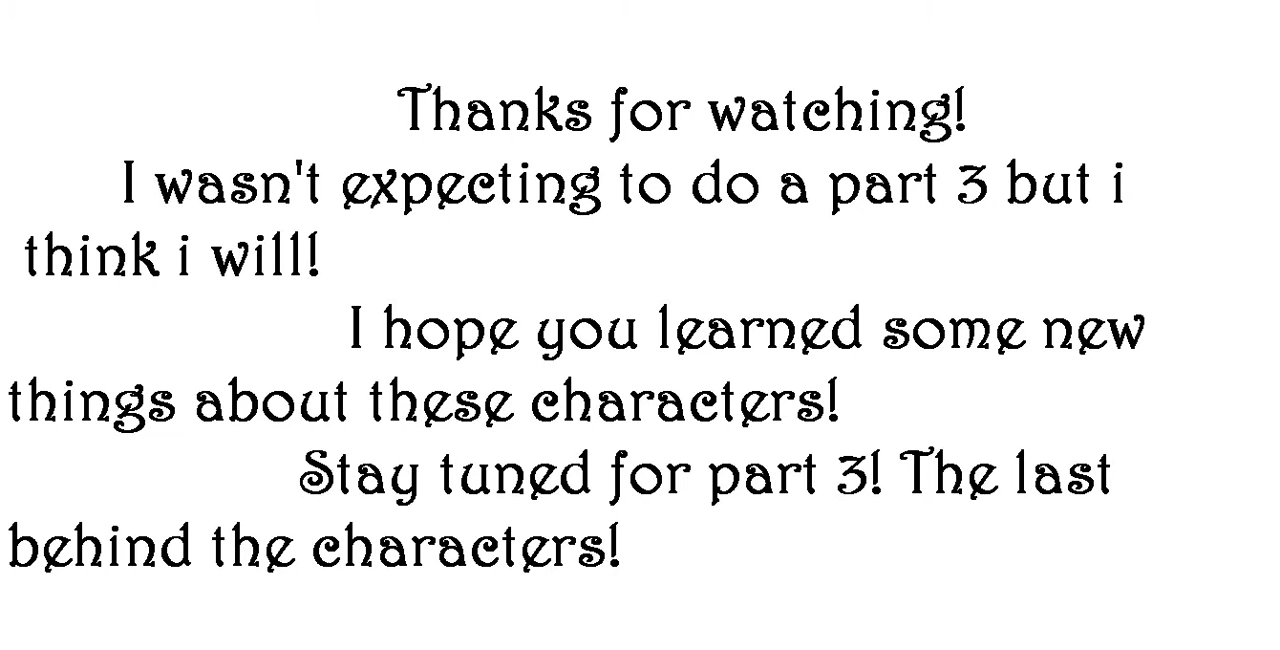 Thanks for watching!
I wasn't expecting to do a part 3 but i
think i will!
I hope you learned some new
things about these characters!
Stay tuned for part 3! The last
behind the characters!